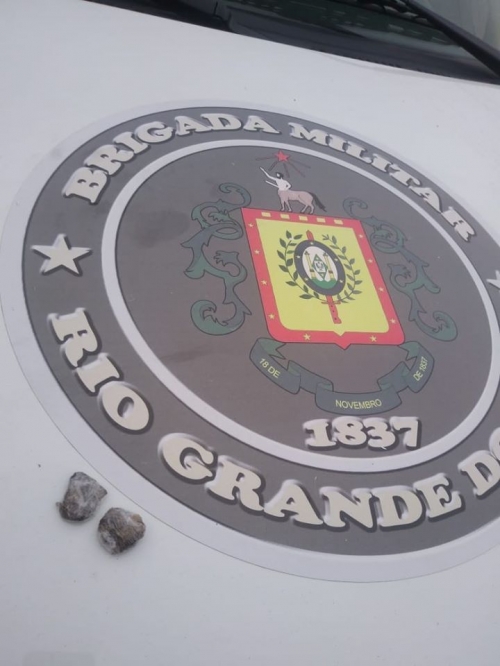 BRIGADA MILITAR
18 DE
NOVEMBRO
DE 1837
1837
RIO GRANDE DO